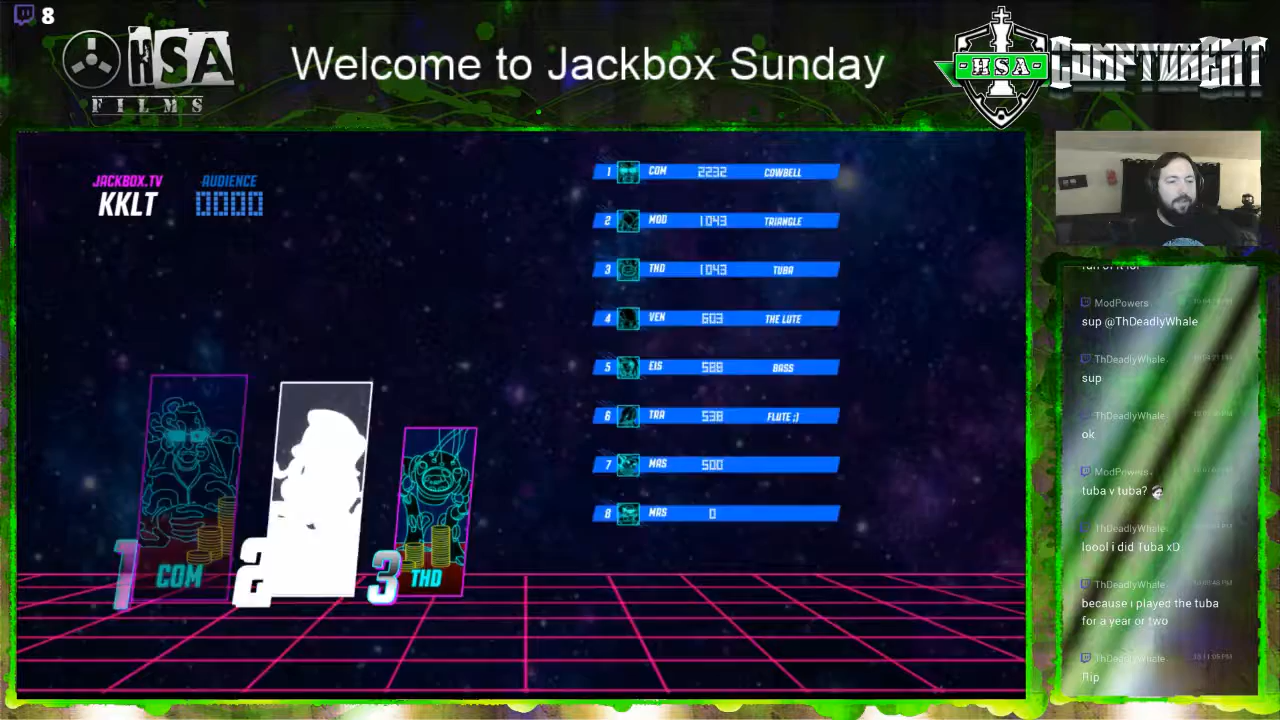 8
HSA
FILMS
Welcome to Jackbox Sunday
-HSA-
JACKBOX.TV
KKLT
AUDIENCE
0000
1 COM 2232 COWBELL
2 MOD 1043 TRIANGLE
3 THD 1043 TUBA
4 VEN 603 THE LUTE
5 EIS 588 BASS
6 TRA 538 FLUTE ;)
7 MAS 500
8 MAS 0
1 COM
2
3 THD
ModPowers
sup @ThDeadlyWhale
ThDeadlyWhale
sup
ThDeadlyWhale
ok
ModPowers
tuba v tuba?
ThDeadlyWhale
loool i did Tuba xD
ThDeadlyWhale
because i played the tuba
for a year or two
ThDeadlyWhale
Rip